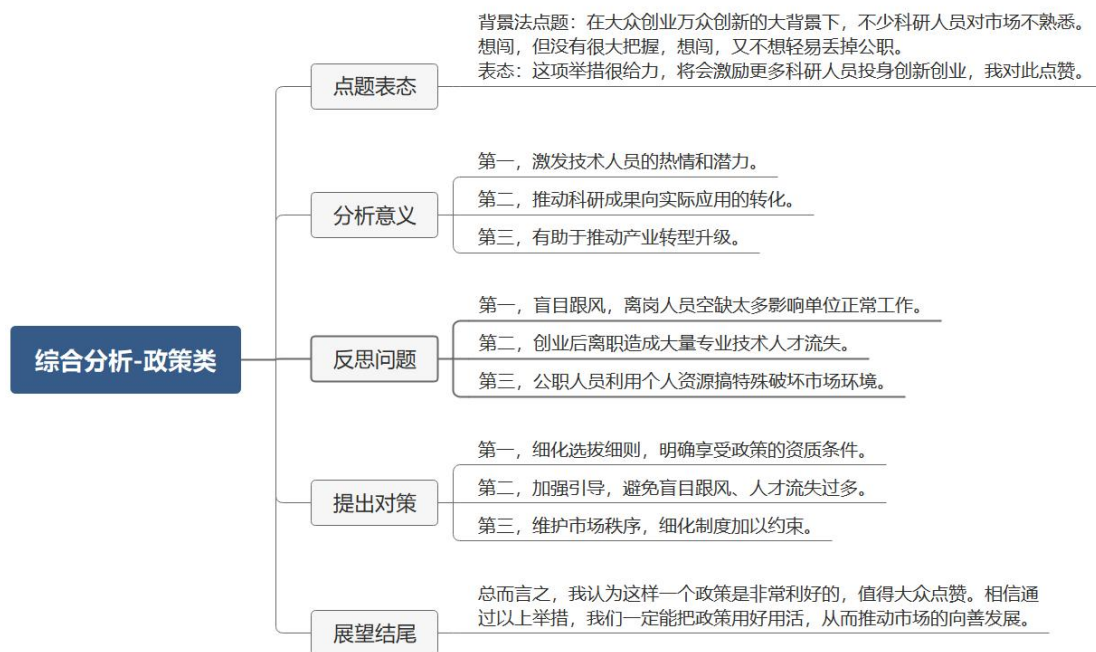 综合分析-政策类
点题表态
背景法点题：在大众创业万众创新的大背景下，不少科研人员对市场不熟悉。
想闯，但没有很大把握，想闯，又不想轻易丢掉公职。
表态：这项举措很给力，将会激励更多科研人员投身创新创业，我对此点赞。
分析意义
第一，激发技术人员的热情和潜力。
第二，推动科研成果向实际应用的转化。
第三，有助于推动产业转型升级。
反思问题
第一，盲目跟风，离岗人员空缺太多影响单位正常工作。
第二，创业后离职造成大量专业技术人才流失。
第三，公职人员利用个人资源搞特殊破坏市场环境。
提出对策
第一，细化选拔细则，明确享受政策的资质条件。
第二，加强引导，避免盲目跟风、人才流失过多。
第三，维护市场秩序，细化制度加以约束。
展望结尾
总而言之，我认为这样一个政策是非常利好的，值得大众点赞。相信通
过以上举措，我们一定能把政策用好用活，从而推动市场的向善发展。